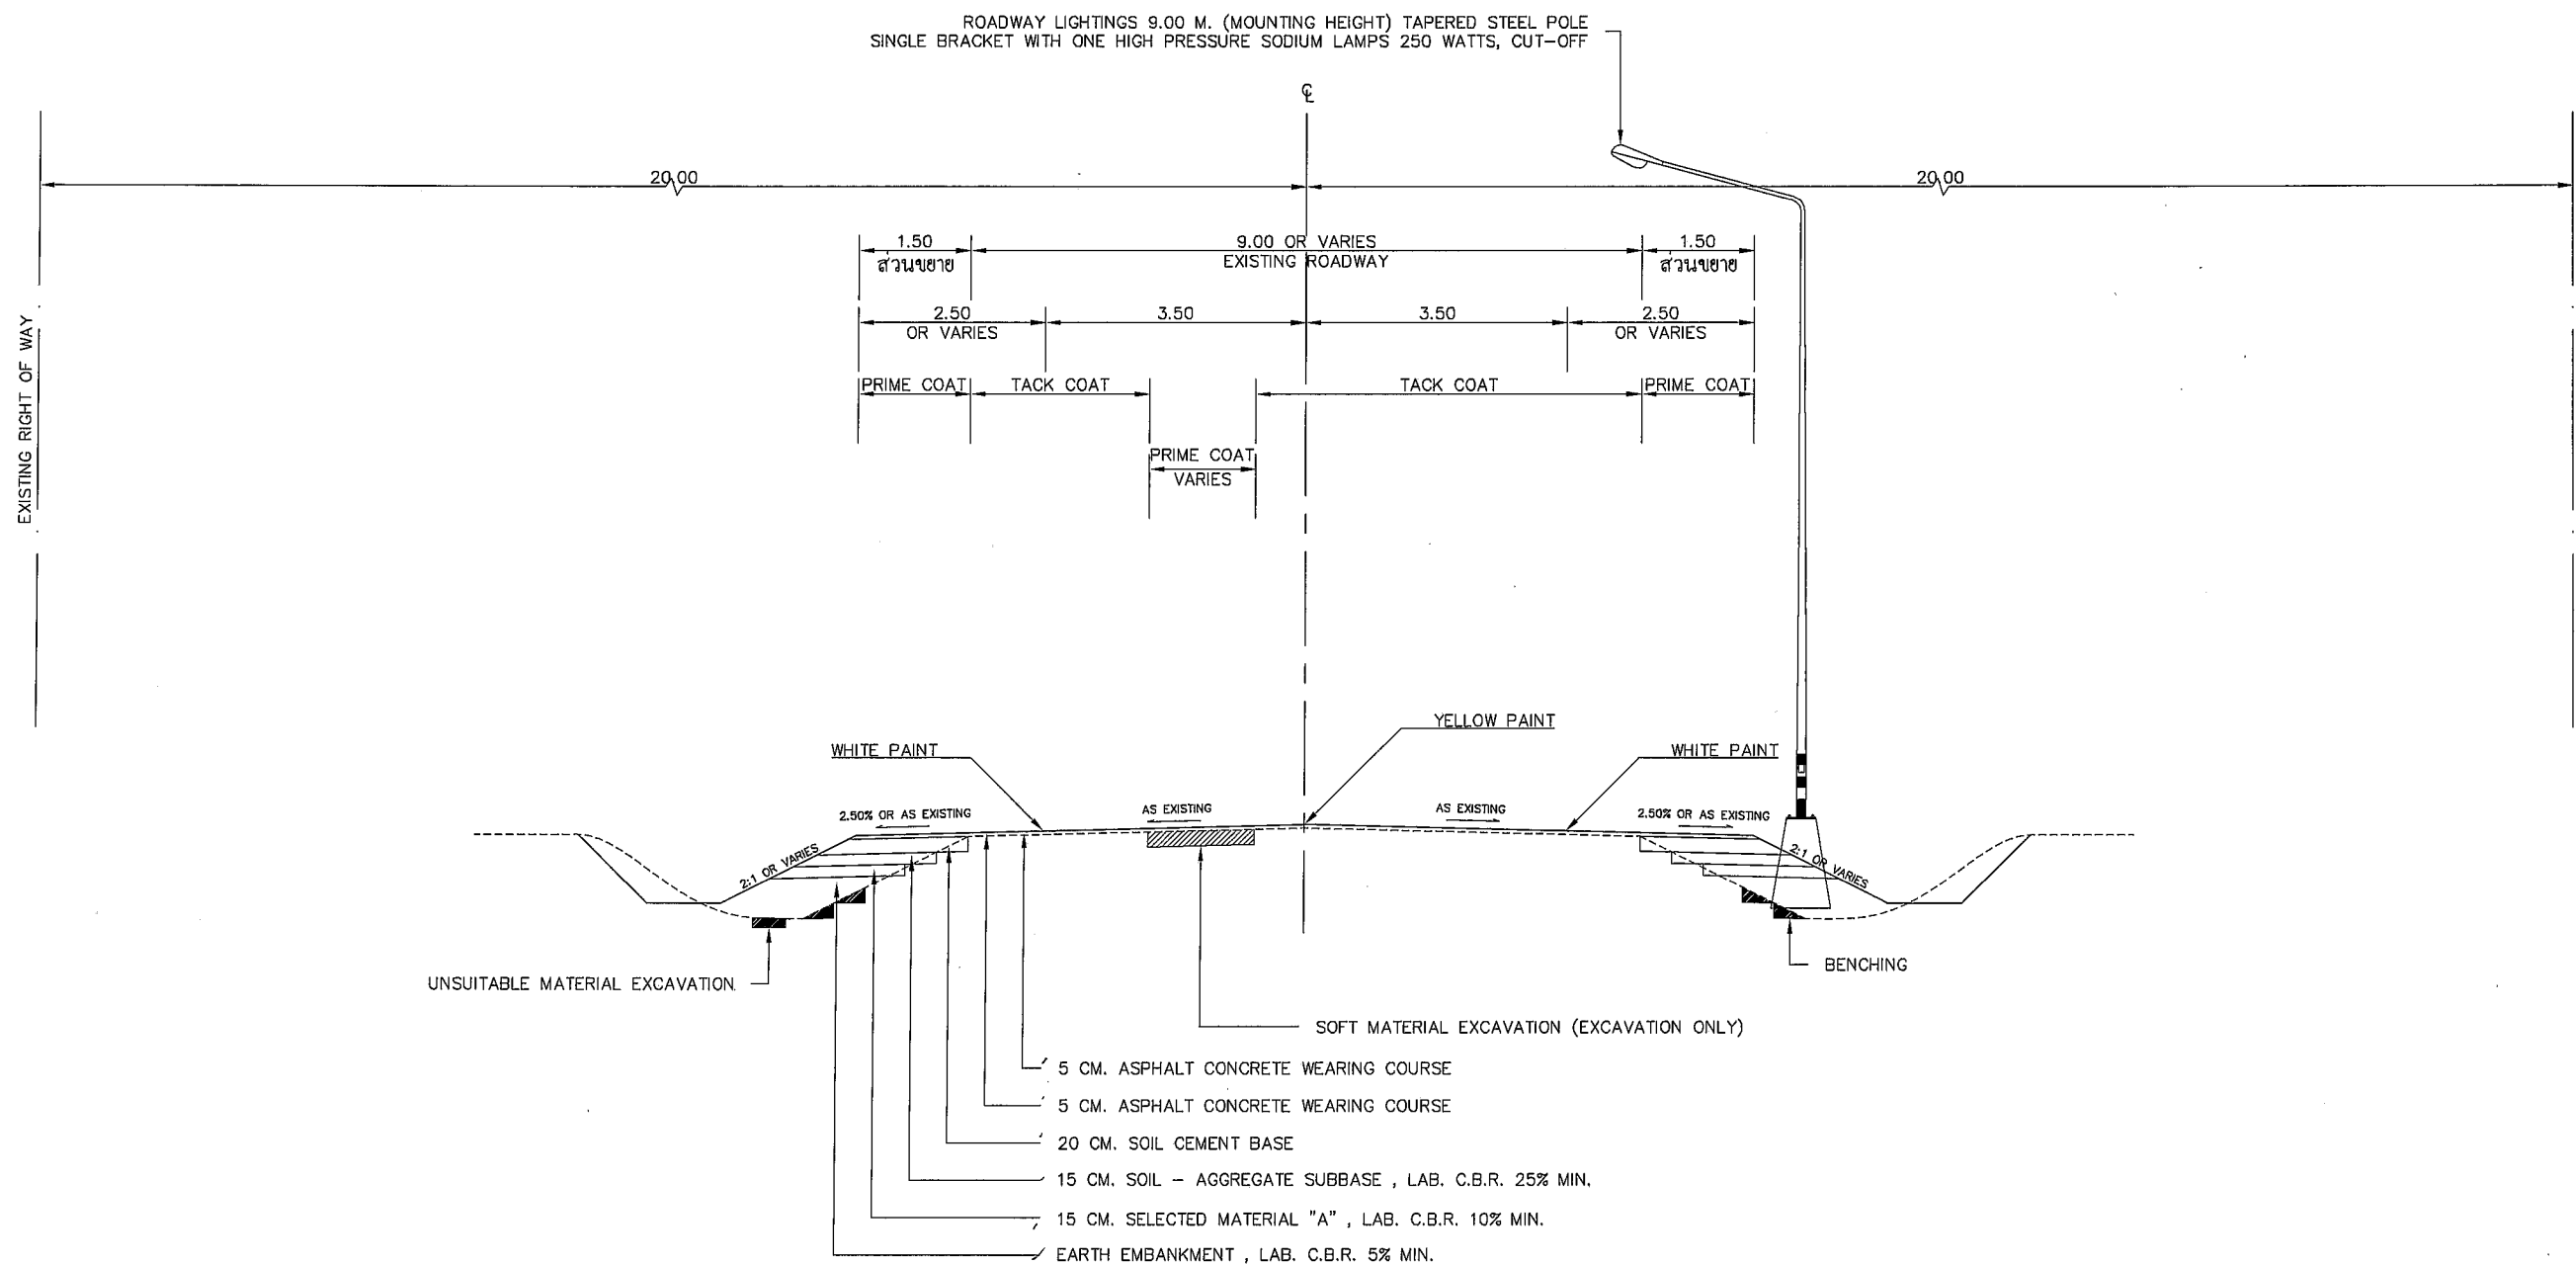 ROADWAY LIGHTINGS 9.00 M. (MOUNTING HEIGHT) TAPERED STEEL POLE
SINGLE BRACKET WITH ONE HIGH PRESSURE SODIUM LAMPS 250 WATTS, CUT-OFF
℄
20.00
20.00
1.50
9.00 OR VARIES
1.50
ส่วนขยาย
EXISTING ROADWAY
ส่วนขยาย
2.50
3.50
3.50
2.50
OR VARIES
OR VARIES
EXISTING RIGHT OF WAY
PRIME COAT
TACK COAT
TACK COAT
PRIME COAT
PRIME COAT
VARIES
YELLOW PAINT
WHITE PAINT
WHITE PAINT
2.50% OR AS EXISTING
AS EXISTING
AS EXISTING
2.50% OR AS EXISTING
2:1 OR VARIES
2:1 OR VARIES
BENCHING
UNSUITABLE MATERIAL EXCAVATION
SOFT MATERIAL EXCAVATION (EXCAVATION ONLY)
5 CM. ASPHALT CONCRETE WEARING COURSE
5 CM. ASPHALT CONCRETE WEARING COURSE
20 CM. SOIL CEMENT BASE
15 CM. SOIL - AGGREGATE SUBBASE , LAB. C.B.R. 25% MIN.
15 CM. SELECTED MATERIAL "A" , LAB. C.B.R. 10% MIN.
EARTH EMBANKMENT , LAB. C.B.R. 5% MIN.